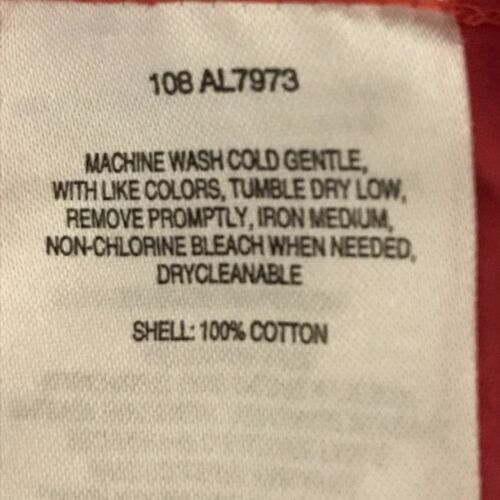 108 AL7973
MACHINE WASH COLD GENTLE,
WITH LIKE COLORS, TUMBLE DRY LOW,
REMOVE PROMPTLY, IRON MEDIUM,
NON-CHLORINE BLEACH WHEN NEEDED,
DRYCLEANABLE
SHELL: 100% COTTON